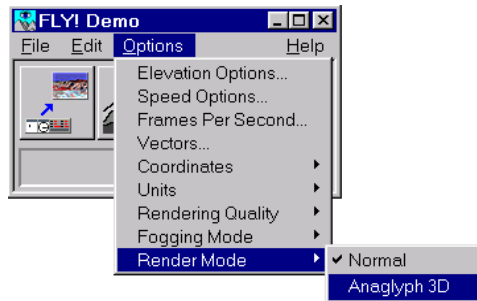 FLY! Demo
File Edit Options Help
Elevation Options...
Speed Options...
Frames Per Second...
Vectors...
Coordinates
Units
Rendering Quality
Fogging Mode
Render Mode
Normal
Anaglyph 3D